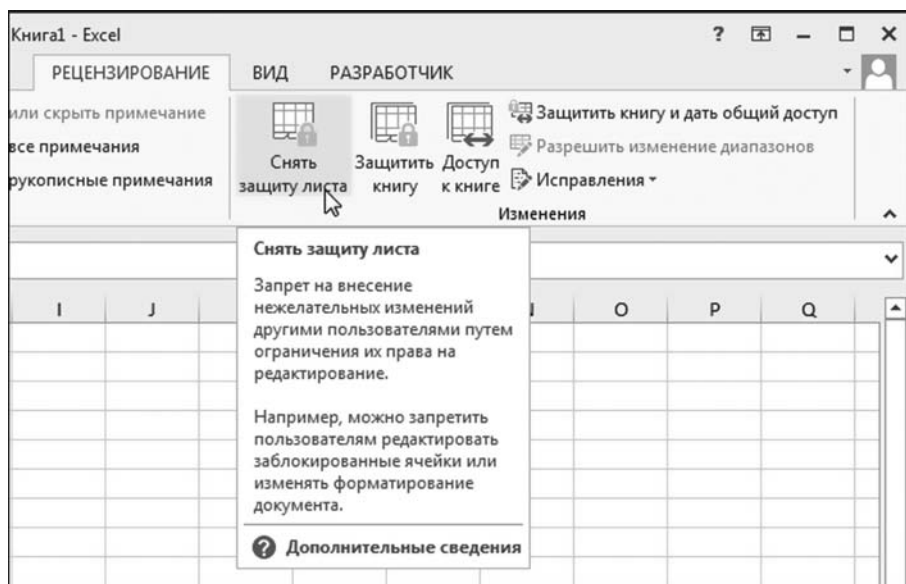 Книга1 - Excel
?
РЕЦЕНЗИРОВАНИЕ ВИД РАЗРАБОТЧИК
или скрыть примечание
все примечания
рукописные примечания
Снять
защиту листа
Защитить
книгу
Доступ
к книге
Защитить книгу и дать общий доступ
Разрешить изменение диапазонов
Исправления
Изменения
Снять защиту листа
Запрет на внесение
нежелательных изменений
другими пользователями путем
ограничения их права на
редактирование.
Например, можно запретить
пользователям редактировать
заблокированные ячейки или
изменять форматирование
документа.
? Дополнительные сведения
I J O P Q